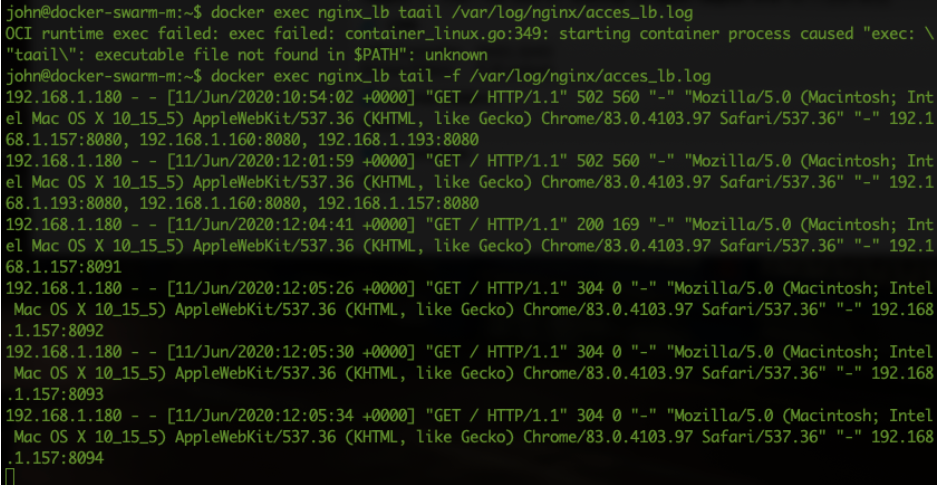 john@docker-swarm-m:~$ docker exec nginx_lb taail /var/log/nginx/acces_lb.log
OCI runtime exec failed: exec failed: container_linux.go:349: starting container process caused "exec: \
"taail\": executable file not found in $PATH": unknown
john@docker-swarm-m:~$ docker exec nginx_lb tail -f /var/log/nginx/acces_lb.log
192.168.1.180 - - [11/Jun/2020:10:54:02 +0000] "GET / HTTP/1.1" 502 560 "-" "Mozilla/5.0 (Macintosh; Int
el Mac OS X 10_15_5) AppleWebKit/537.36 (KHTML, like Gecko) Chrome/83.0.4103.97 Safari/537.36" "-" 192.1
68.1.157:8080, 192.168.1.160:8080, 192.168.1.193:8080
192.168.1.180 - - [11/Jun/2020:12:01:59 +0000] "GET / HTTP/1.1" 502 560 "-" "Mozilla/5.0 (Macintosh; Int
el Mac OS X 10_15_5) AppleWebKit/537.36 (KHTML, like Gecko) Chrome/83.0.4103.97 Safari/537.36" "-" 192.1
68.1.193:8080, 192.168.1.160:8080, 192.168.1.157:8080
192.168.1.180 - - [11/Jun/2020:12:04:41 +0000] "GET / HTTP/1.1" 200 169 "-" "Mozilla/5.0 (Macintosh; Int
el Mac OS X 10_15_5) AppleWebKit/537.36 (KHTML, like Gecko) Chrome/83.0.4103.97 Safari/537.36" "-" 192.1
68.1.157:8091
192.168.1.180 - - [11/Jun/2020:12:05:26 +0000] "GET / HTTP/1.1" 304 0 "-" "Mozilla/5.0 (Macintosh; Intel
 Mac OS X 10_15_5) AppleWebKit/537.36 (KHTML, like Gecko) Chrome/83.0.4103.97 Safari/537.36" "-" 192.168
.1.157:8092
192.168.1.180 - - [11/Jun/2020:12:05:30 +0000] "GET / HTTP/1.1" 304 0 "-" "Mozilla/5.0 (Macintosh; Intel
 Mac OS X 10_15_5) AppleWebKit/537.36 (KHTML, like Gecko) Chrome/83.0.4103.97 Safari/537.36" "-" 192.168
.1.157:8093
192.168.1.180 - - [11/Jun/2020:12:05:34 +0000] "GET / HTTP/1.1" 304 0 "-" "Mozilla/5.0 (Macintosh; Intel
 Mac OS X 10_15_5) AppleWebKit/537.36 (KHTML, like Gecko) Chrome/83.0.4103.97 Safari/537.36" "-" 192.168
.1.157:8094